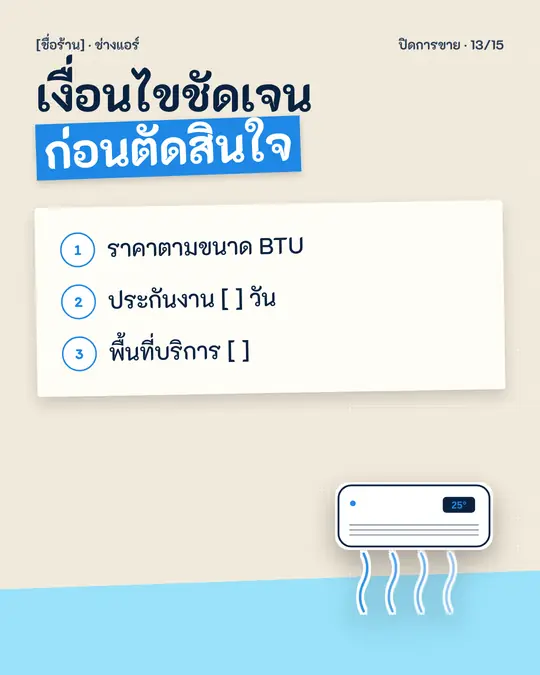 [ชื่อร้าน] · ช่างแอร์
ปิดการขาย · 13/15
เงื่อนไขชัดเจน
ก่อนตัดสินใจ
1 ราคาตามขนาด BTU
2 ประกันงาน [ ] วัน
3 พื้นที่บริการ [ ]
25°